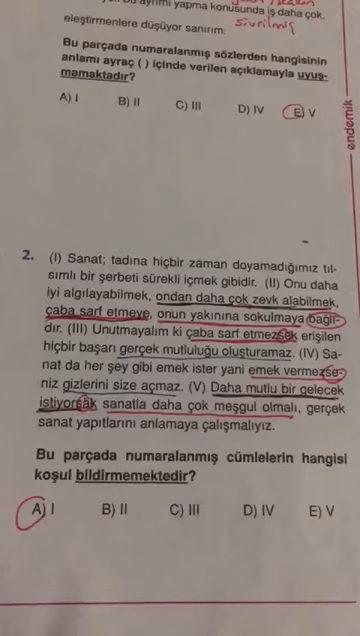 ayrımı yapma konusunda iş daha çok,
eleştirmenlere düşüyor sanırım.
sivrilmiş
Bu parçada numaralanmış sözlerden hangisinin
anlamı ayraç ( ) içinde verilen açıklamayla uyuş-
mamaktadır?
A) I B) II C) III D) IV E) V
endemik
2. (I) Sanat; tadına hiçbir zaman doyamadığımız tıl-
sımlı bir şerbeti sürekli içmek gibidir. (II) Onu daha
iyi algılayabilmek, ondan daha çok zevk alabilmek,
çaba sarf etmeye, onun yakınına sokulmaya bağlı-
dır. (III) Unutmayalım ki çaba sarf etmezsek erişilen
hiçbir başarı gerçek mutluluğu oluşturamaz. (IV) Sa-
nat da her şey gibi emek ister yani emek vermezse-
niz gizlerini size açmaz. (V) Daha mutlu bir gelecek
istiyorsak sanatla daha çok meşgul olmalı, gerçek
sanat yapıtlarını anlamaya çalışmalıyız.
Bu parçada numaralanmış cümlelerin hangisi
koşul bildirmemektedir?
A) I B) II C) III D) IV E) V